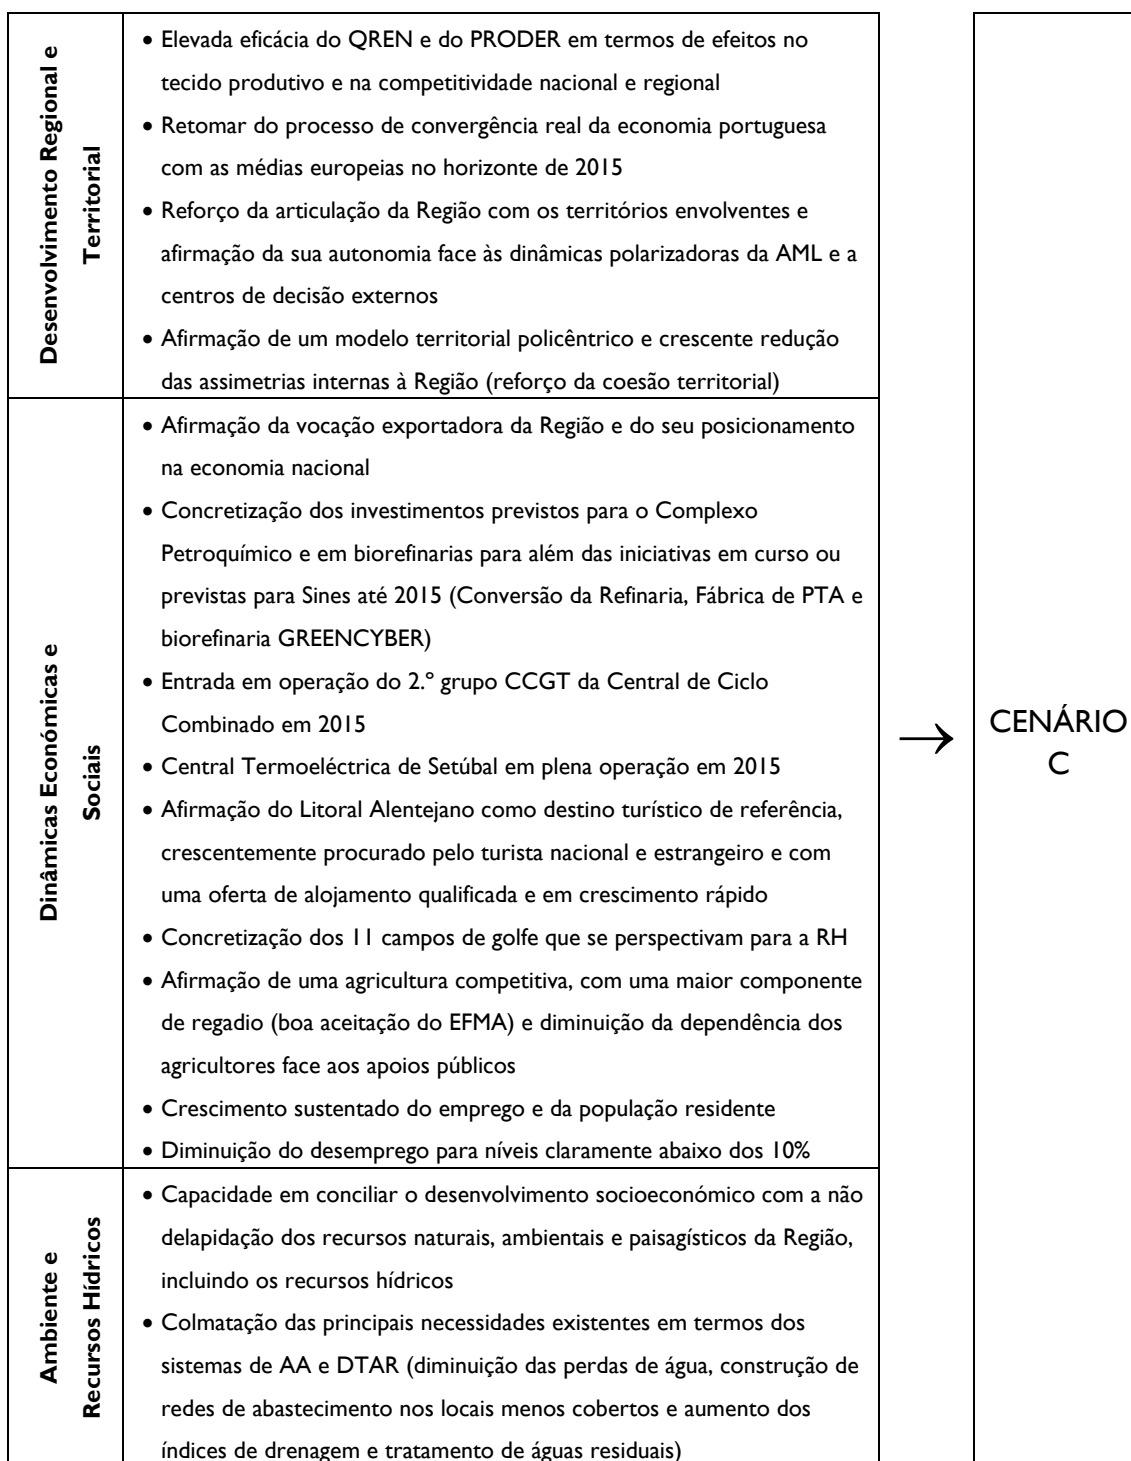 Desenvolvimento Regional e
Territorial
• Elevada eficácia do QREN e do PRODER em termos de efeitos no
tecido produtivo e na competitividade nacional e regional
• Retomar do processo de convergência real da economia portuguesa
com as médias europeias no horizonte de 2015
• Reforço da articulação da Região com os territórios envolventes e
afirmação da sua autonomia face às dinâmicas polarizadoras da AML e a
centros de decisão externos
• Afirmação de um modelo territorial policêntrico e crescente redução
das assimetrias internas à Região (reforço da coesão territorial)
Dinâmicas Económicas e
Sociais
• Afirmação da vocação exportadora da Região e do seu posicionamento
na economia nacional
• Concretização dos investimentos previstos para o Complexo
Petroquímico e em biorefinarias para além das iniciativas em curso ou
previstas para Sines até 2015 (Conversão da Refinaria, Fábrica de PTA e
biorefinaria GREENCYBER)
• Entrada em operação do 2.º grupo CCGT da Central de Ciclo
Combinado em 2015
• Central Termoeléctrica de Setúbal em plena operação em 2015
• Afirmação do Litoral Alentejano como destino turístico de referência,
crescentemente procurado pelo turista nacional e estrangeiro e com
uma oferta de alojamento qualificada e em crescimento rápido
• Concretização dos 11 campos de golfe que se perspectivam para a RH
• Afirmação de uma agricultura competitiva, com uma maior componente
de regadio (boa aceitação do EFMA) e diminuição da dependência dos
agricultores face aos apoios públicos
• Crescimento sustentado do emprego e da população residente
• Diminuição do desemprego para níveis claramente abaixo dos 10%
Ambiente e
Recursos Hídricos
• Capacidade em conciliar o desenvolvimento socioeconómico com a não
delapidação dos recursos naturais, ambientais e paisagísticos da Região,
incluindo os recursos hídricos
• Colmatação das principais necessidades existentes em termos dos
sistemas de AA e DTAR (diminuição das perdas de água, construção de
redes de abastecimento nos locais menos cobertos e aumento dos
índices de drenagem e tratamento de águas residuais)
→
CENÁRIO
C